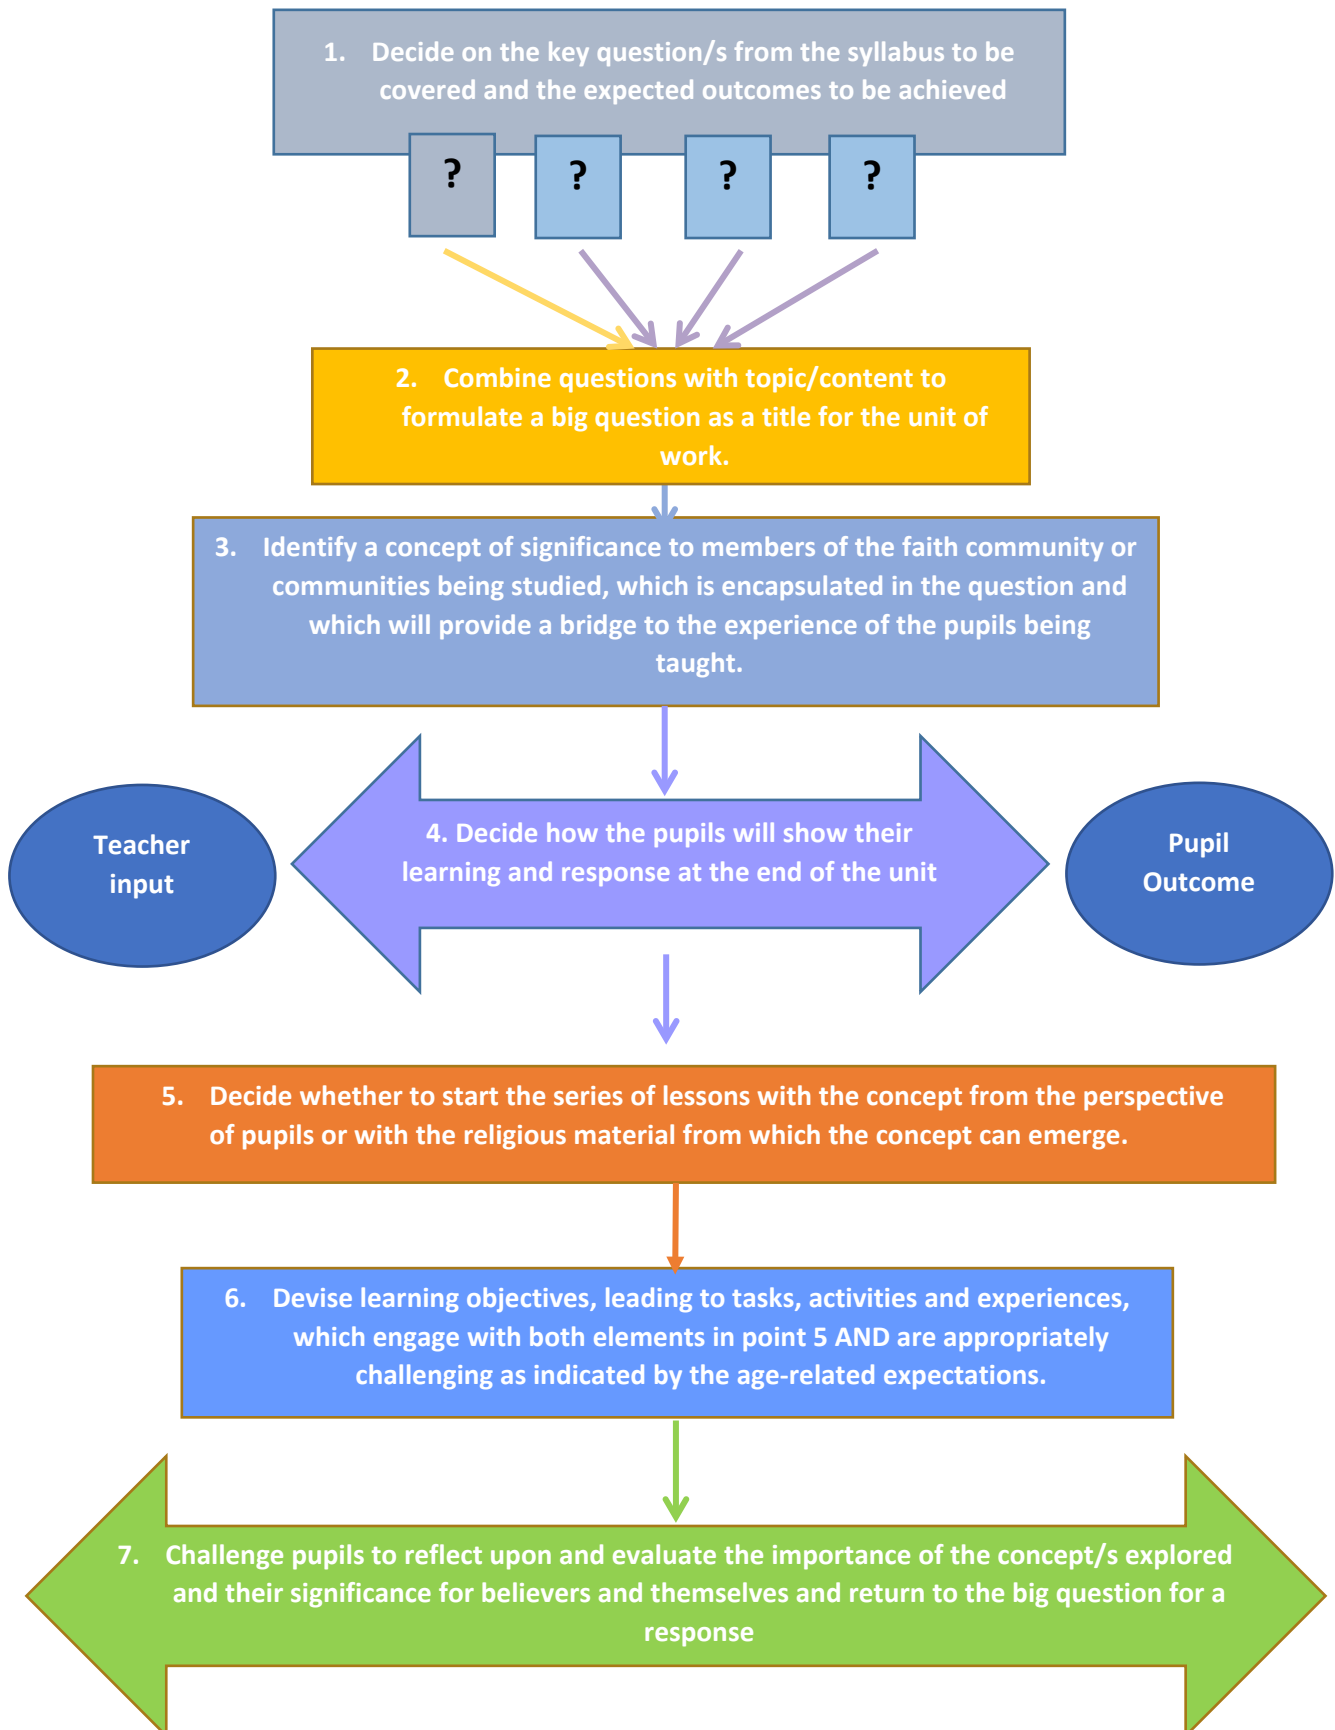 1. Decide on the key question/s from the syllabus to be
covered and the expected outcomes to be achieved
? ? ? ?
2. Combine questions with topic/content to
formulate a big question as a title for the unit of
work.
3. Identify a concept of significance to members of the faith community or
communities being studied, which is encapsulated in the question and
which will provide a bridge to the experience of the pupils being
taught.
Teacher
input
4. Decide how the pupils will show their
learning and response at the end of the unit
Pupil
Outcome
5. Decide whether to start the series of lessons with the concept from the perspective
of pupils or with the religious material from which the concept can emerge.
6. Devise learning objectives, leading to tasks, activities and experiences,
which engage with both elements in point 5 AND are appropriately
challenging as indicated by the age-related expectations.
7. Challenge pupils to reflect upon and evaluate the importance of the concept/s explored
and their significance for believers and themselves and return to the big question for a
response